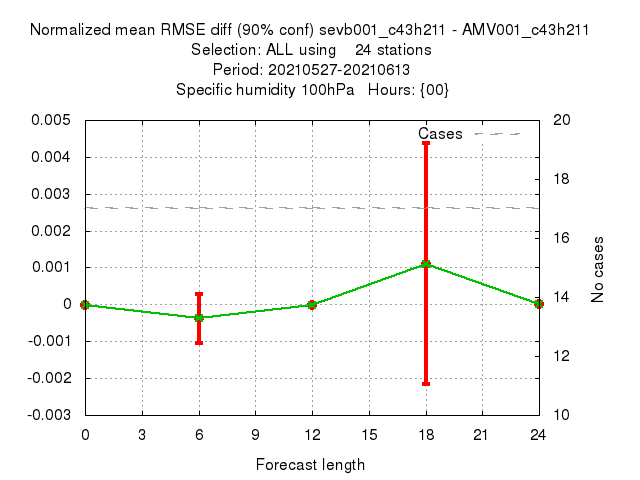 Normalized mean RMSE diff (90% conf) sevb001_c43h211 - AMV001_c43h211
Selection: ALL using    24 stations
Period: 20210527-20210613
Specific humidity 100hPa   Hours: {00}
Cases
0.005
0.004
0.003
0.002
0.001
0
-0.001
-0.002
-0.003
20
18
16
14
12
10
No cases
0 3 6 9 12 15 18 21 24
Forecast length